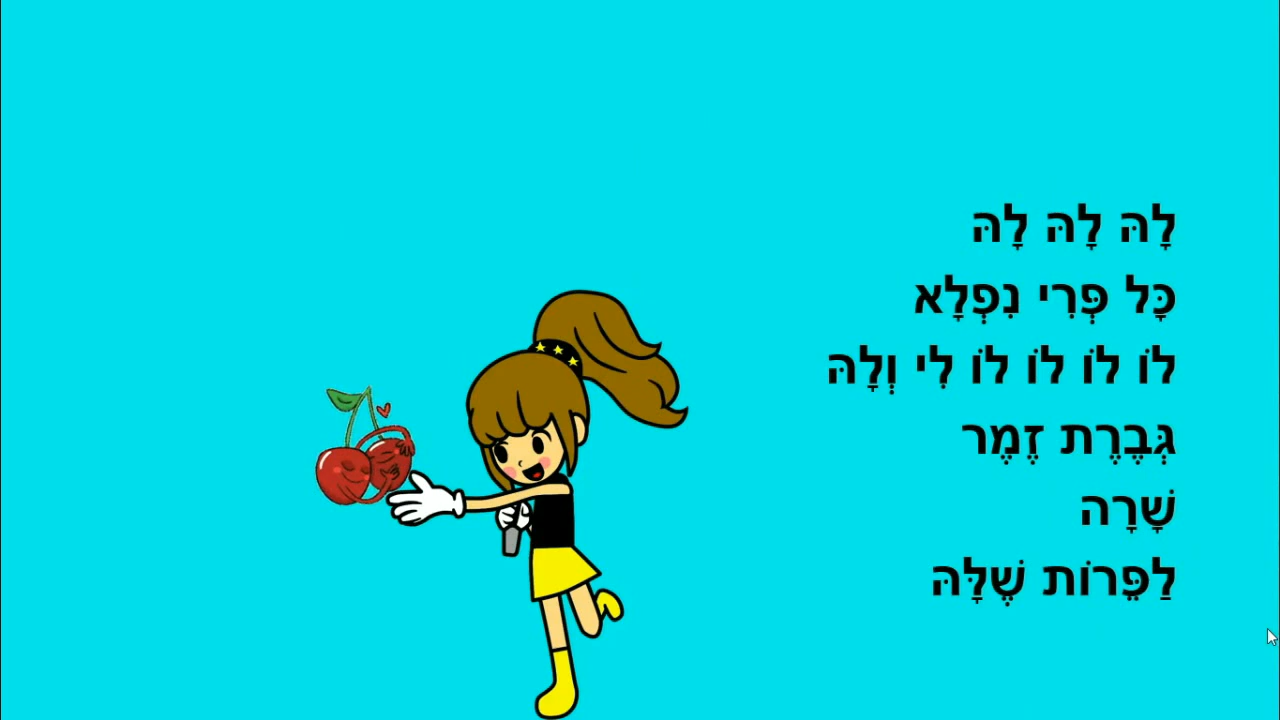 לָהּ לָהּ לָהּ
כָּל פְּרִי נִפְלָא
לוֹ לוֹ לוֹ לוֹ לִי וְלָהּ
גְּבֶרֶת זֶמֶר
שָׁרָה
לַפֵּרוֹת שֶׁלָּהּ